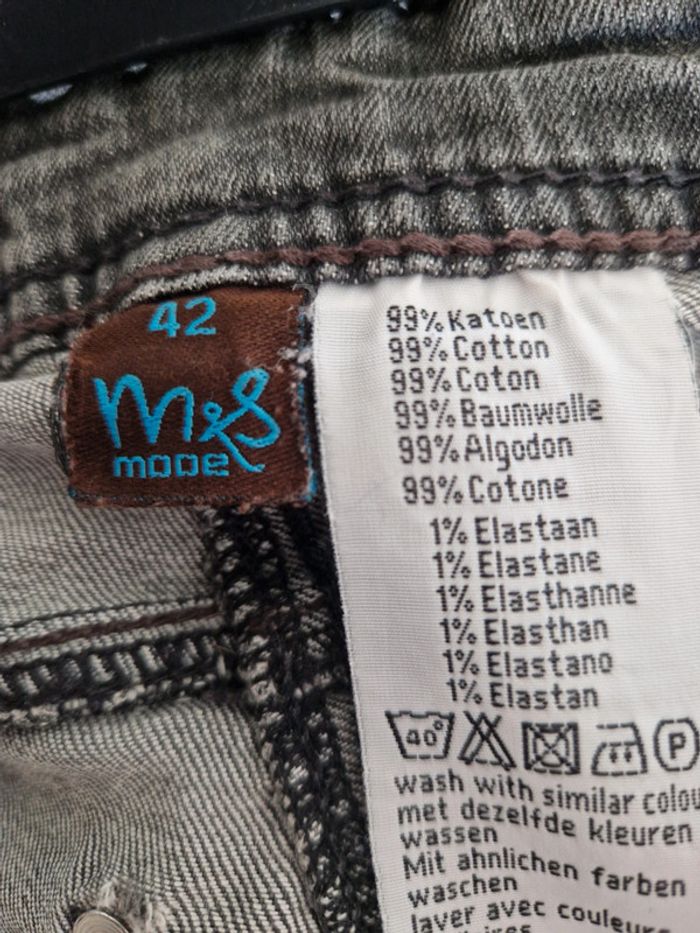 42
M&S
mode
99% Katoen
99% Cotton
99% Coton
99% Baumwolle
99% Algodon
99% Cotone
1% Elastaan
1% Elastane
1% Elasthanne
1% Elasthan
1% Elastano
1% Elastan
40° P
wash with similar colou
met dezelfde kleuren
wassen
Mit ahnlichen farben
waschen
laver avec couleurs